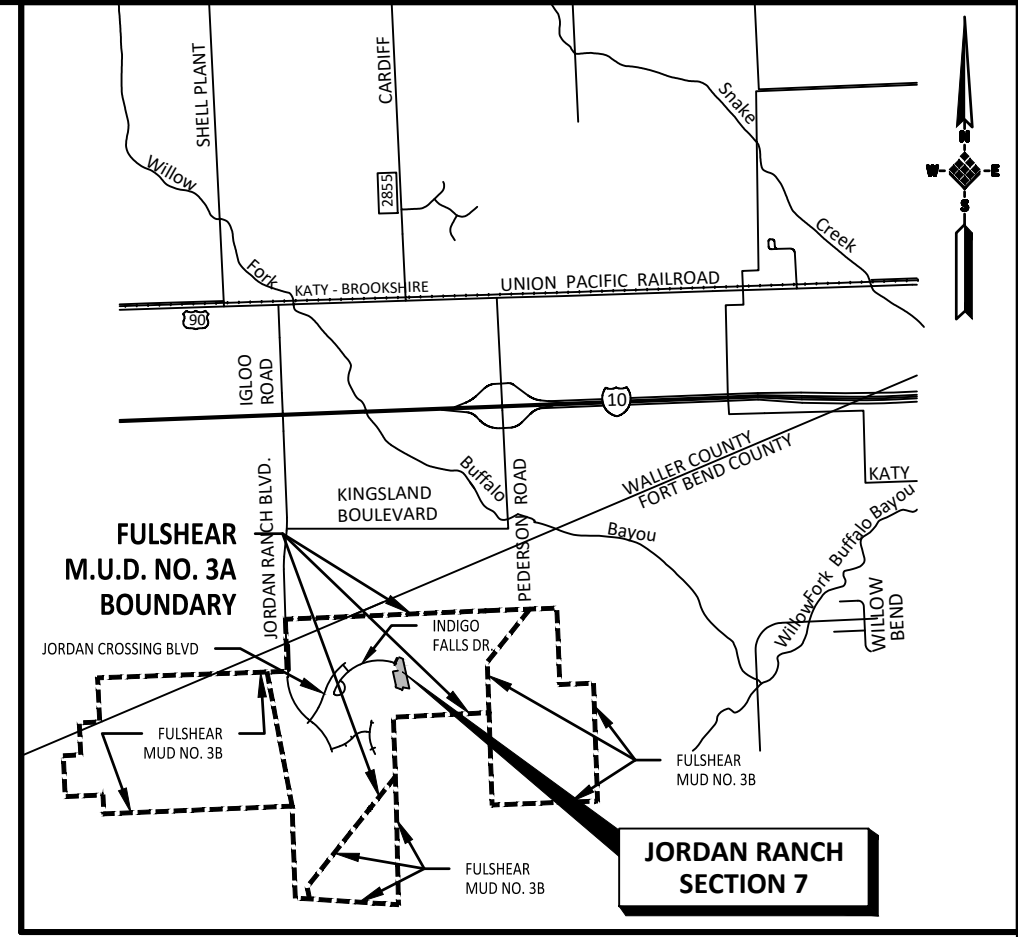 SHELL PLANT
CARDIFF
Snake
N
W
E
S
Willow
2855
Creek
Fork
KATY - BROOKSHIRE
UNION PACIFIC RAILROAD
90
IGLOO
ROAD
10
WALLER COUNTY
FORT BEND COUNTY
KATY
Buffalo
PEDERSON ROAD
KINGSLAND
BOULEVARD
Bayou
Willow Fork Buffalo Bayou
WILLOW
BEND
JORDAN RANCH BLVD.
FULSHEAR
M.U.D. NO. 3A
BOUNDARY
INDIGO
FALLS DR.
JORDAN CROSSING BLVD
FULSHEAR
MUD NO. 3B
FULSHEAR
MUD NO. 3B
FULSHEAR
MUD NO. 3B
JORDAN RANCH
SECTION 7